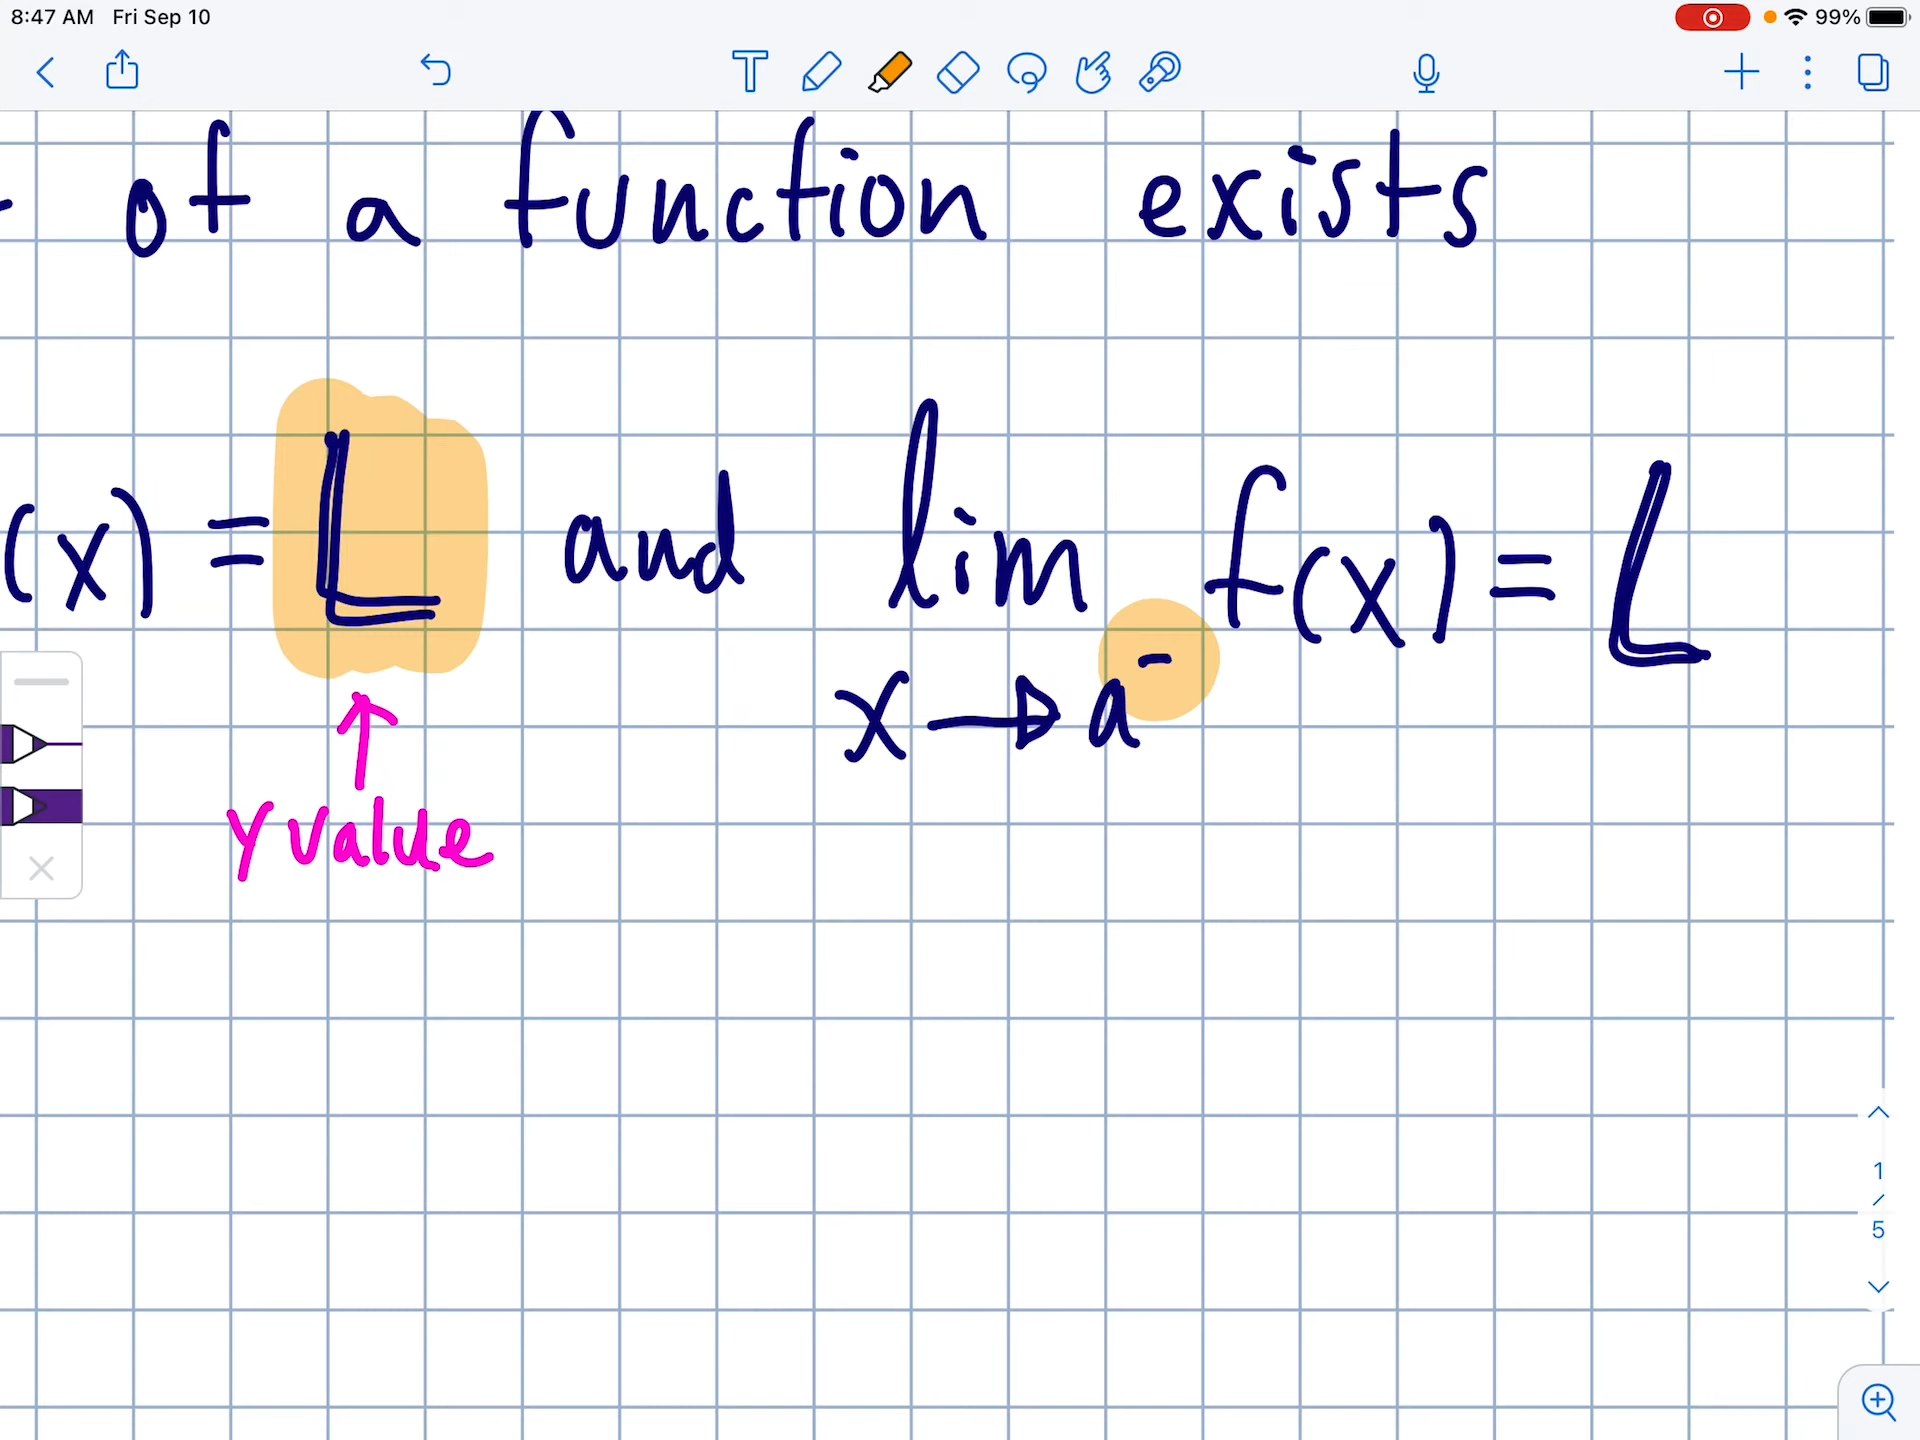 8:47 AM Fri Sep 10 99%
T
of a function exists
(x) = L and lim f(x) = L
x → a⁻
↑
y value
1
/
5